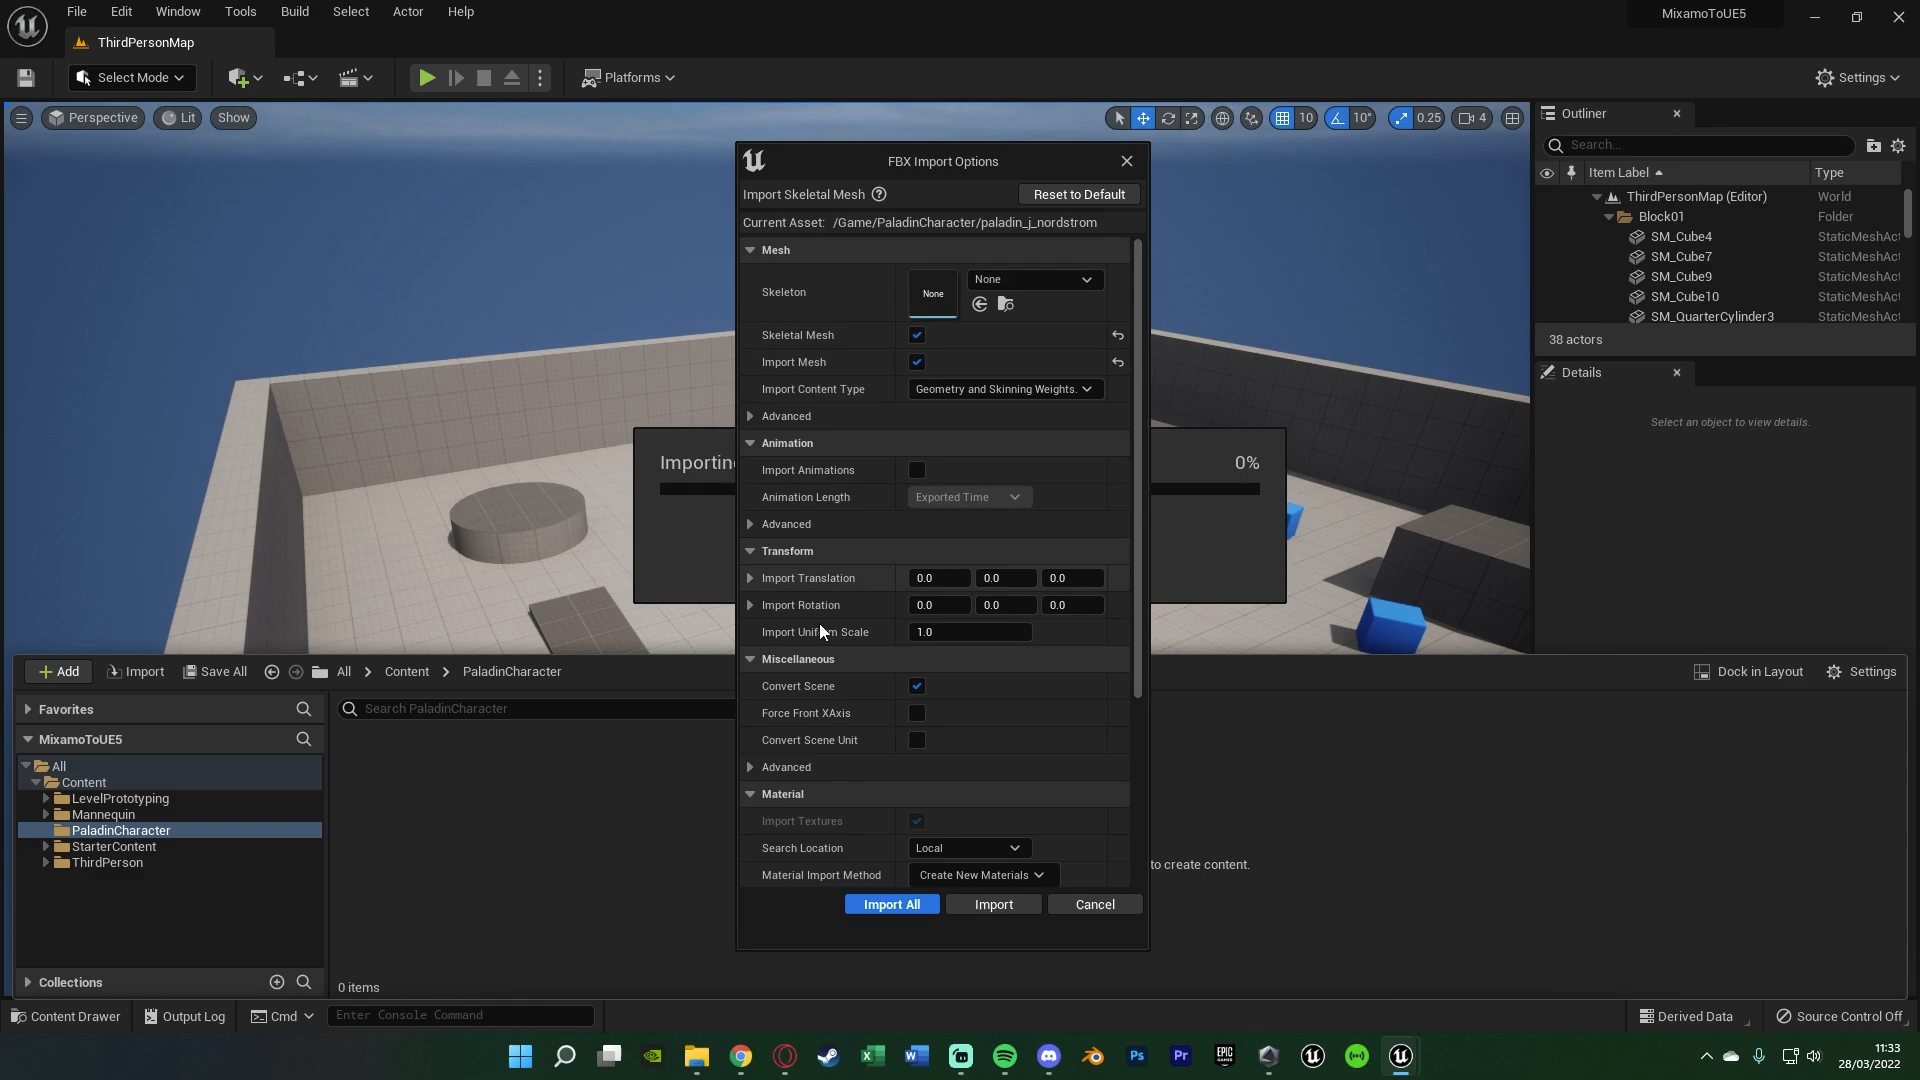 File Edit Window Tools Build Select Actor Help
MixamoToUE5
ThirdPersonMap
Select Mode
Platforms
Settings
Perspective
Lit
Show
10
10°
0.25
4
Outliner
Search...
Item Label
Type
ThirdPersonMap (Editor) World
Block01 Folder
SM_Cube4 StaticMeshAct
SM_Cube7 StaticMeshAct
SM_Cube9 StaticMeshAct
SM_Cube10 StaticMeshAct
SM_QuarterCylinder3 StaticMeshAct
38 actors
Details
Select an object to view details.
FBX Import Options
Import Skeletal Mesh
Reset to Default
Current Asset: /Game/PaladinCharacter/paladin_j_nordstrom
Mesh
Skeleton
None
None
Skeletal Mesh
Import Mesh
Import Content Type Geometry and Skinning Weights.
Advanced
Animation
Import Animations
Animation Length Exported Time
Advanced
Transform
Import Translation 0.0 0.0 0.0
Import Rotation 0.0 0.0 0.0
Import Uniform Scale 1.0
Miscellaneous
Convert Scene
Force Front XAxis
Convert Scene Unit
Advanced
Material
Import Textures
Search Location Local
Material Import Method Create New Materials
Import All
Import
Cancel
Importin
0%
Add
Import
Save All
All
Content
PaladinCharacter
Dock in Layout
Settings
Favorites
Search PaladinCharacter
MixamoToUE5
All
Content
LevelPrototyping
Mannequin
PaladinCharacter
StarterContent
ThirdPerson
to create content.
Collections
0 items
Content Drawer
Output Log
Cmd
Enter Console Command
Derived Data
Source Control Off
Ps
Pr
EPIC
GAMES
11:33
28/03/2022